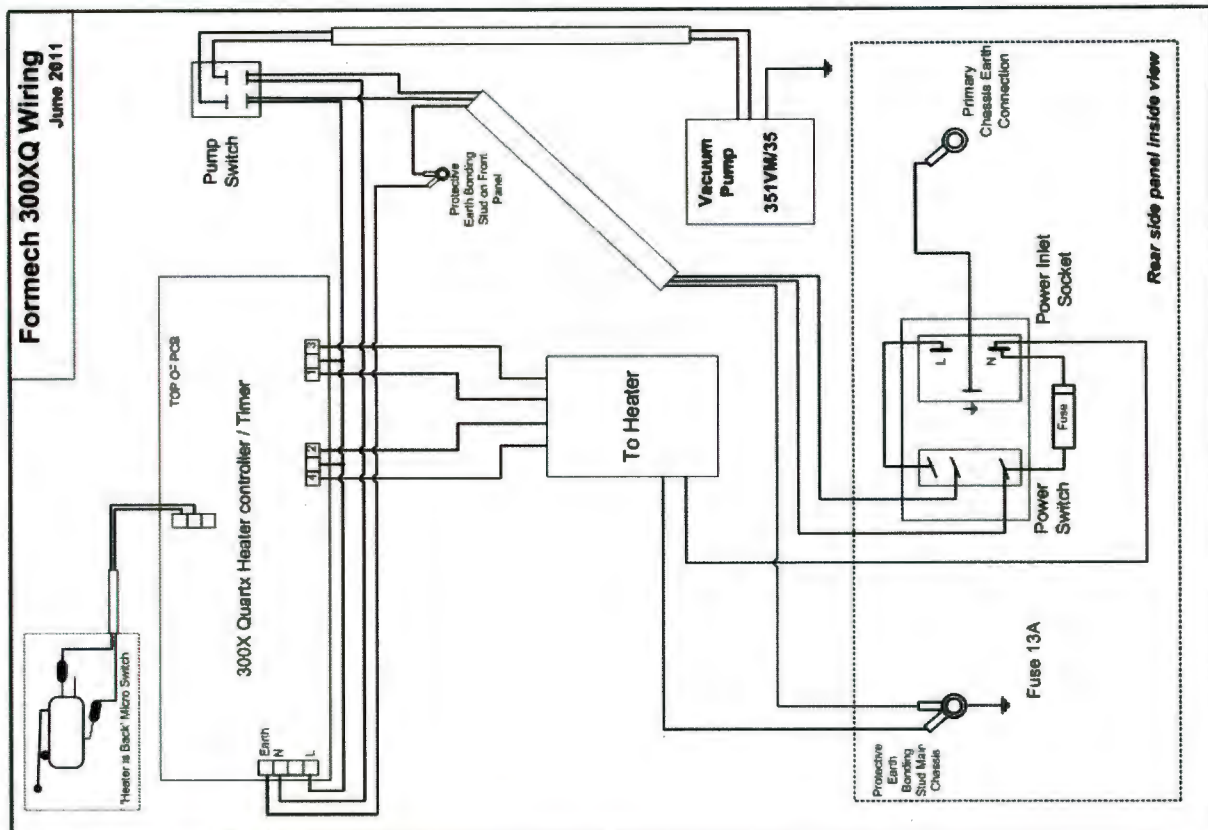 Formech 300XQ Wiring
June 2011
Pump
Switch
Protective
Earth Bonding
Stud on Front
Panel
TOP OF PCB
300X Quartx Heater controller / Timer
4
2
1
3
Earth
N
L
'Heater is Back' Micro Switch
To Heater
Vacuum
Pump
351VM/35
Primary
Chassis Earth
Connection
Power Inlet
Socket
L
N
Fuse
Power
Switch
Fuse 13A
Protective
Earth
Bonding
Stud Main
Chassis
Rear side panel inside view